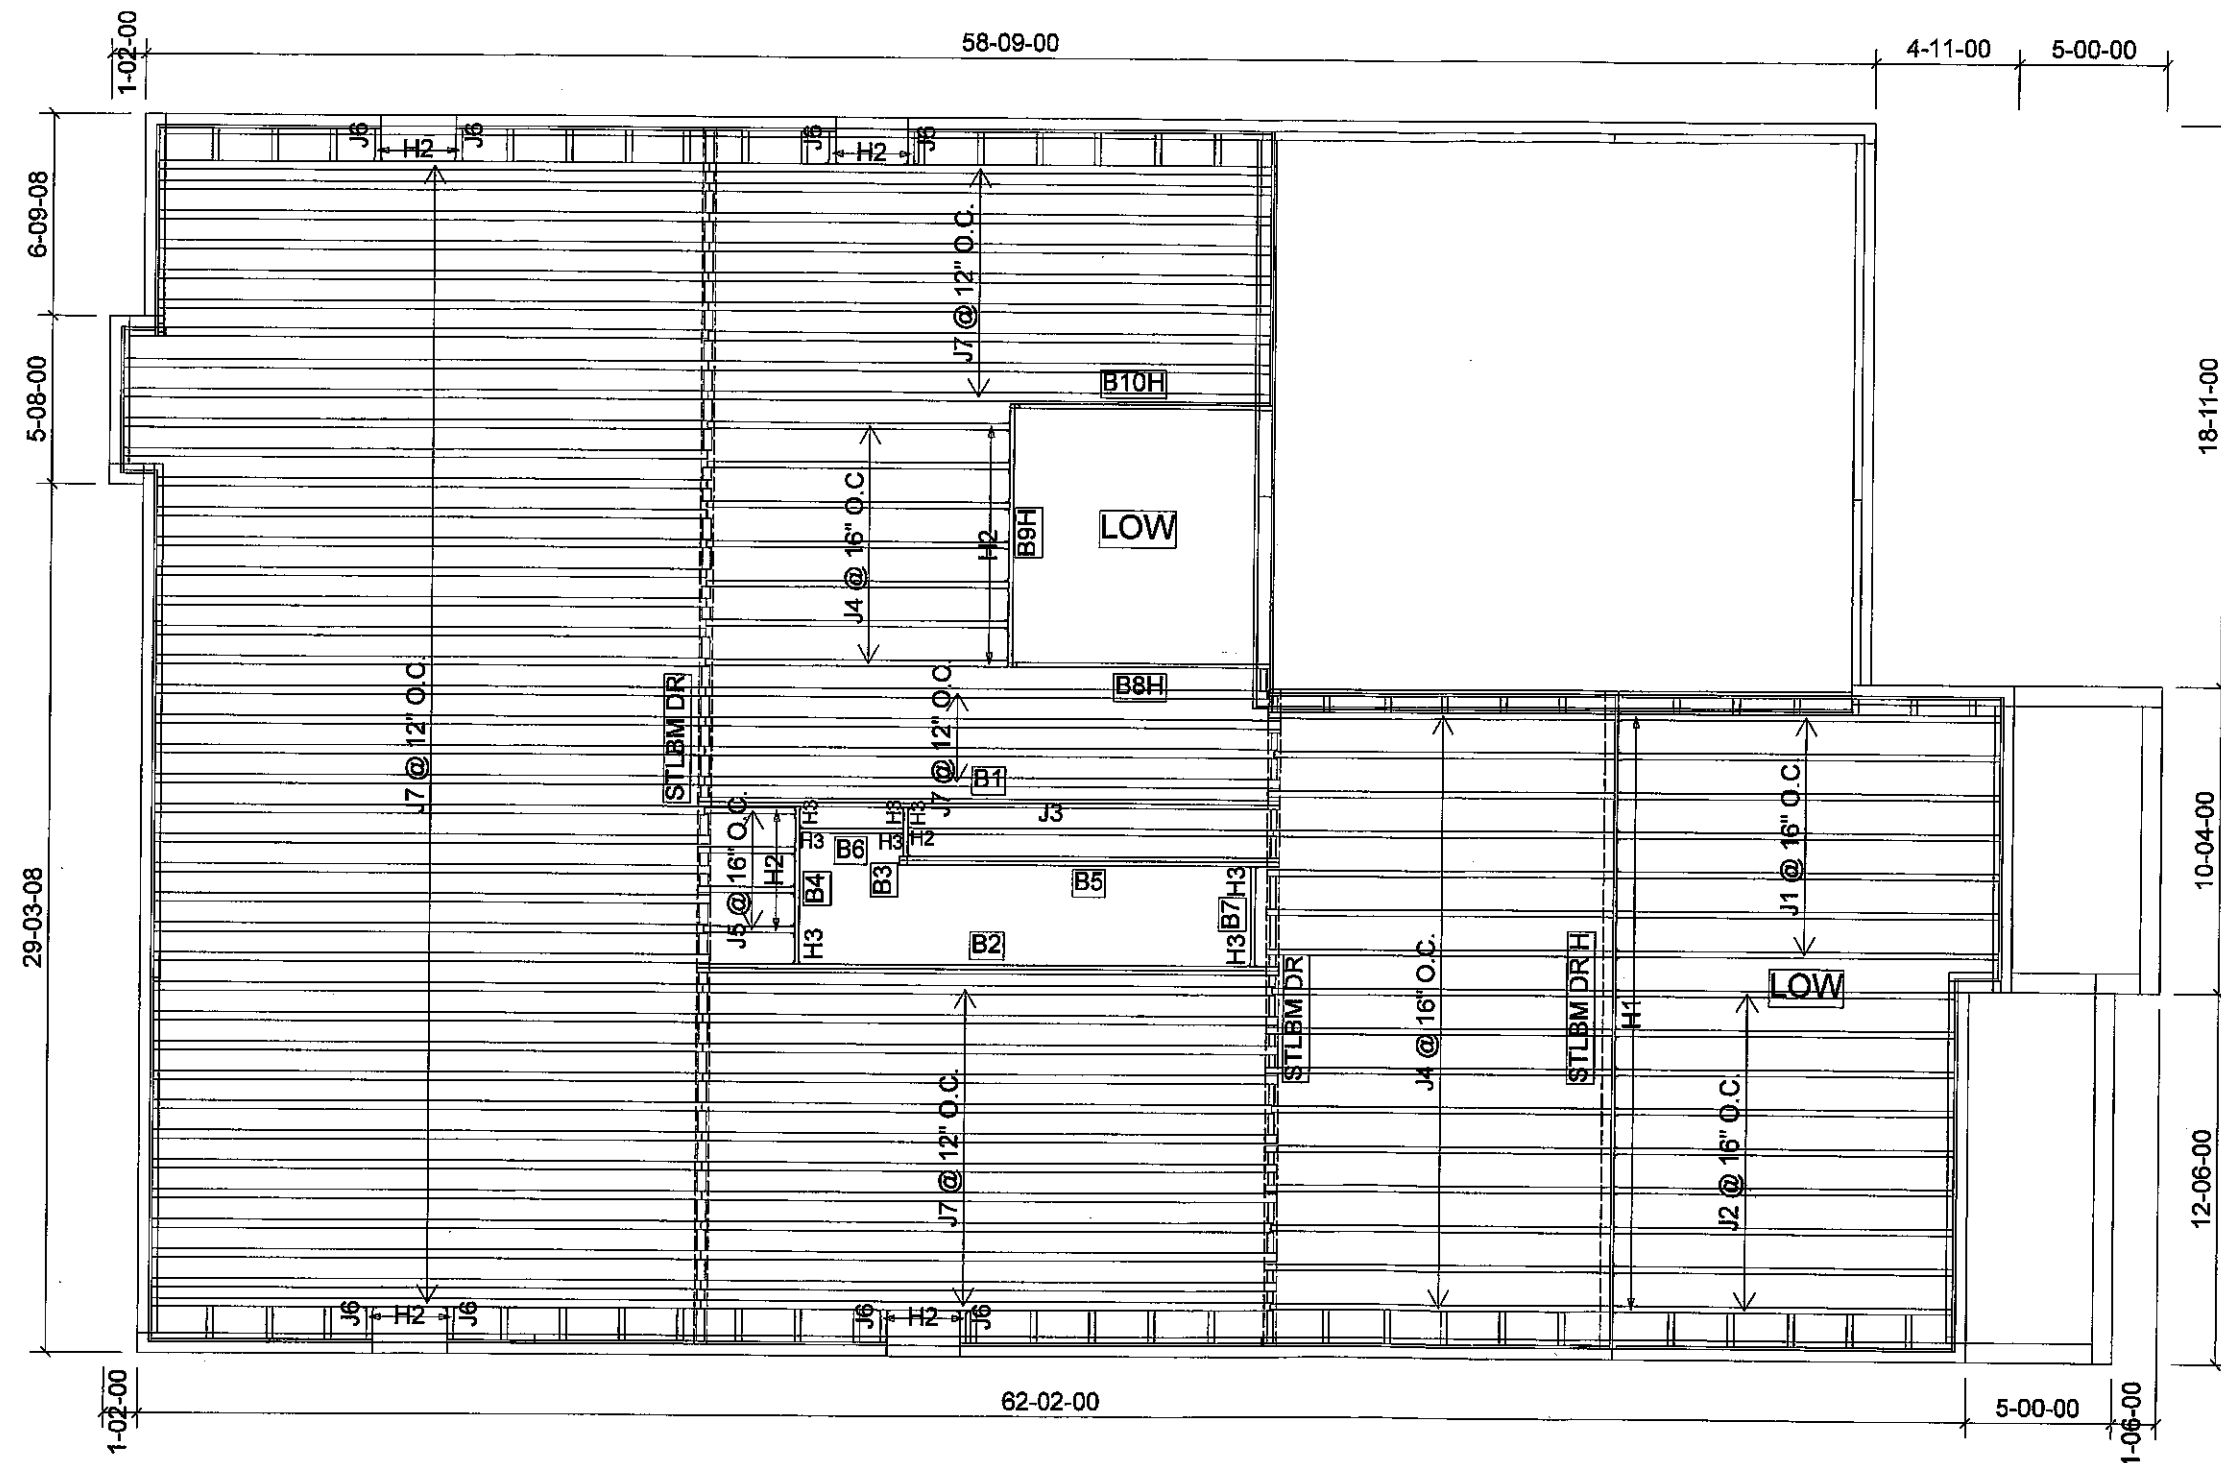 1-02-00
58-09-00
4-11-00
5-00-00
J6
H2
J6
J6
H2
J6
6-09-08
5-08-00
29-03-08
18-11-00
10-04-00
12-06-00
J7 @ 12" O.C.
J7 @ 12" O.C.
B10H
J4 @ 16" O.C.
H2
B9H
LOW
B8H
STLBM DR
J7 @ 12" O.C.
B1
J3
J5 @ 16" O.C.
H2
H3
H3
H3
H3
H3
H2
B6
B4
B3
B5
H3
B7
H3
H3
B2
J7 @ 12" O.C.
STLBM DR
J4 @ 16" O.C.
STLBM DR H
H1
J1 @ 16" O.C.
LOW
J2 @ 16" O.C.
J6
H2
J6
J6
H2
J6
1-02-00
62-02-00
5-00-00
1-06-00